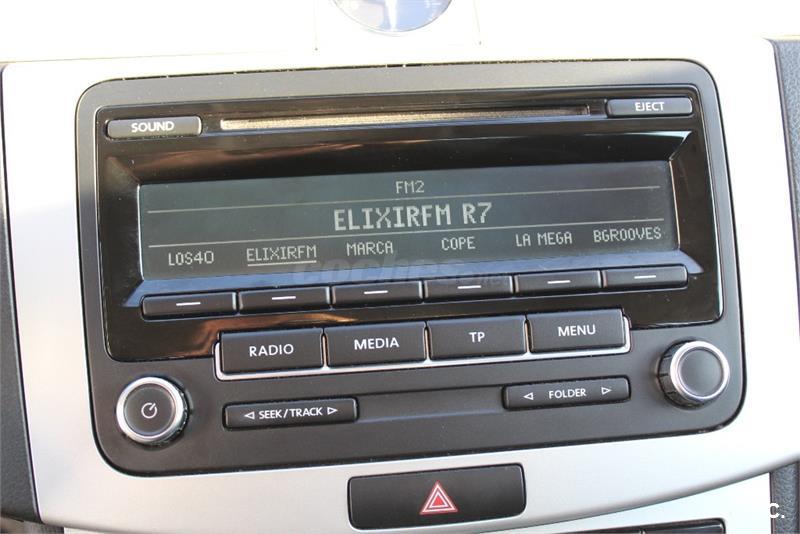 SOUND
EJECT
FM2
ELIXIRFM R7
LOS40 ELIXIRFM MARCA COPE LA MEGA BGROOVES
RADIO MEDIA TP MENU
◁ SEEK/TRACK ▷
◁ FOLDER ▷
C.